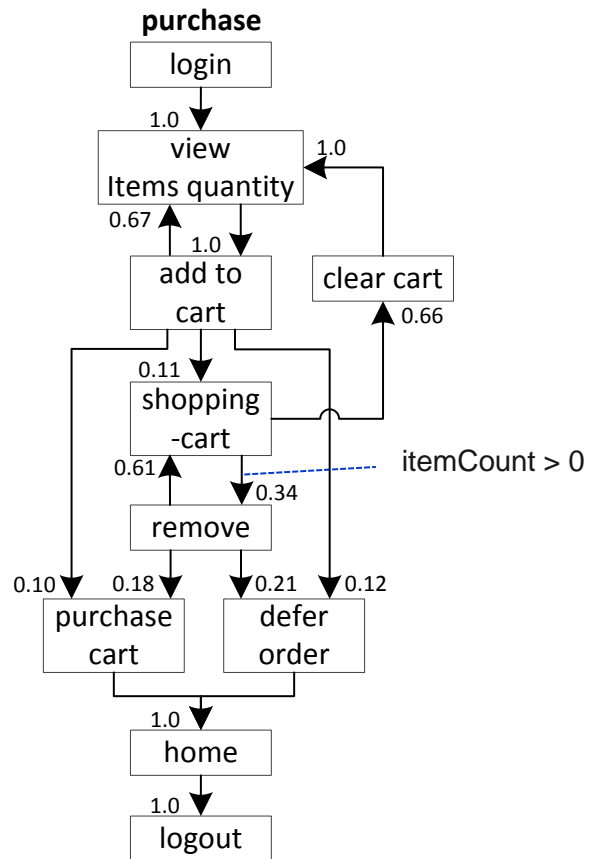 purchase
login
1.0
view
1.0
Items quantity
0.67
1.0
add to
cart
clear cart
0.66
0.11
shopping
-cart
0.61
itemCount > 0
0.34
remove
0.10
0.18
0.21
0.12
purchase
cart
defer
order
1.0
home
1.0
logout